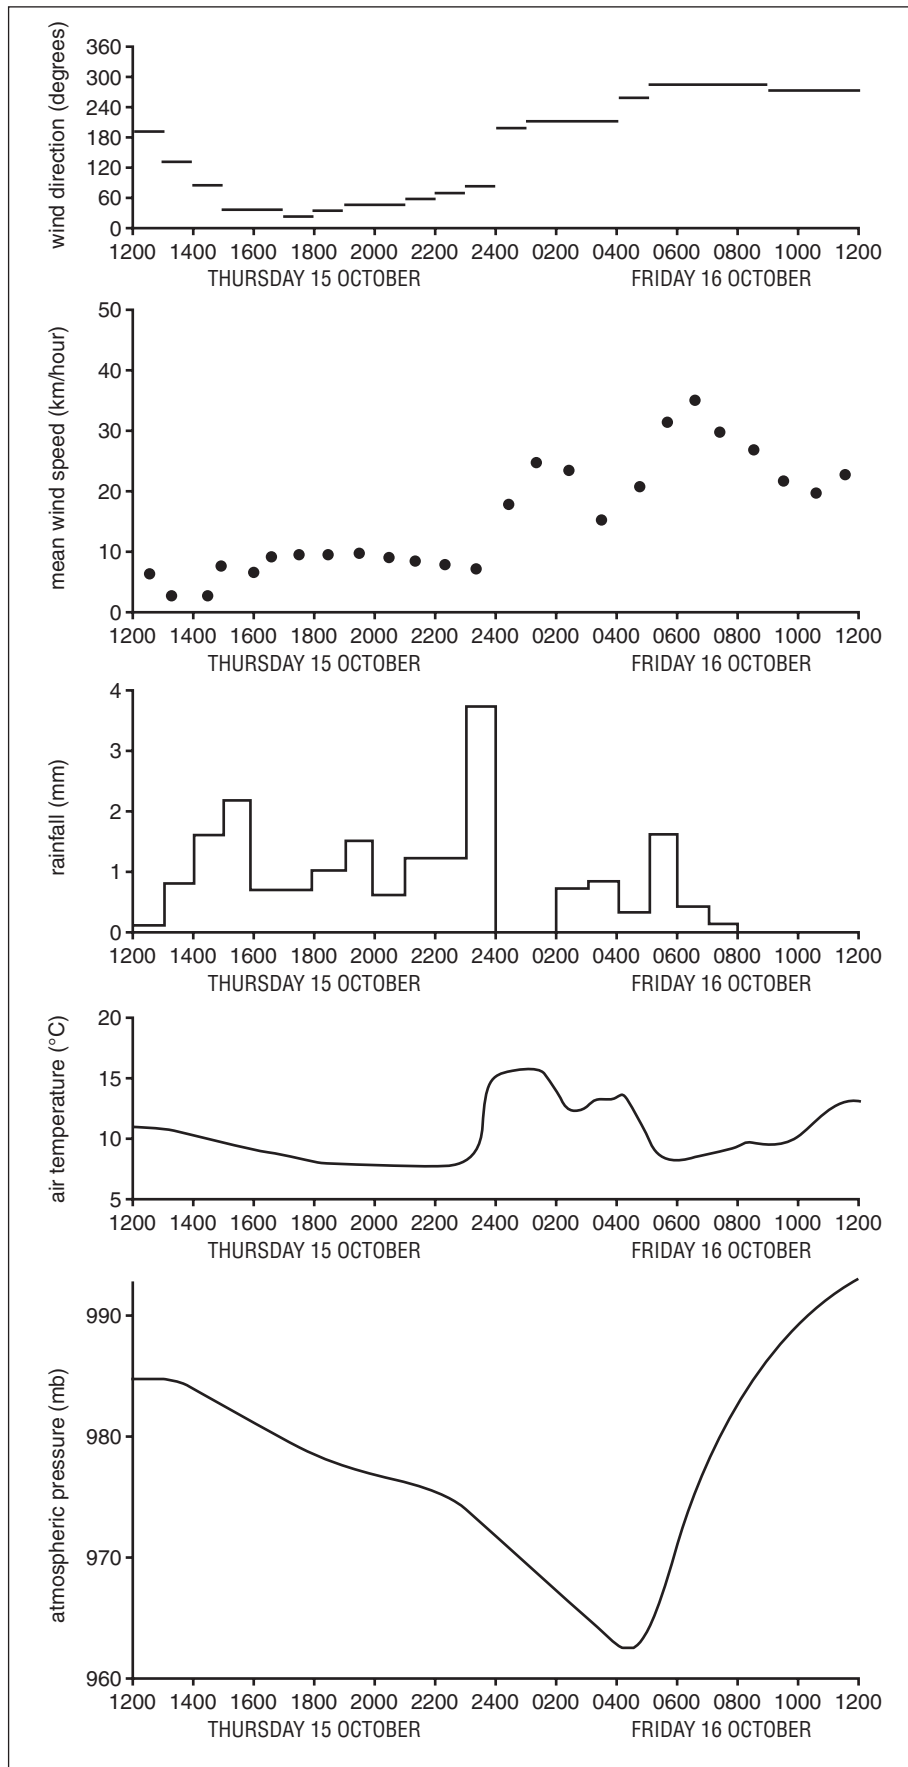 wind direction (degrees)
360
300
240
180
120
60
0
1200 1400 1600 1800 2000 2200 2400 0200 0400 0600 0800 1000 1200
THURSDAY 15 OCTOBER FRIDAY 16 OCTOBER
mean wind speed (km/hour)
50
40
30
20
10
0
1200 1400 1600 1800 2000 2200 2400 0200 0400 0600 0800 1000 1200
THURSDAY 15 OCTOBER FRIDAY 16 OCTOBER
rainfall (mm)
4
3
2
1
0
1200 1400 1600 1800 2000 2200 2400 0200 0400 0600 0800 1000 1200
THURSDAY 15 OCTOBER FRIDAY 16 OCTOBER
air temperature (°C)
20
15
10
5
1200 1400 1600 1800 2000 2200 2400 0200 0400 0600 0800 1000 1200
THURSDAY 15 OCTOBER FRIDAY 16 OCTOBER
atmospheric pressure (mb)
990
980
970
960
1200 1400 1600 1800 2000 2200 2400 0200 0400 0600 0800 1000 1200
THURSDAY 15 OCTOBER FRIDAY 16 OCTOBER